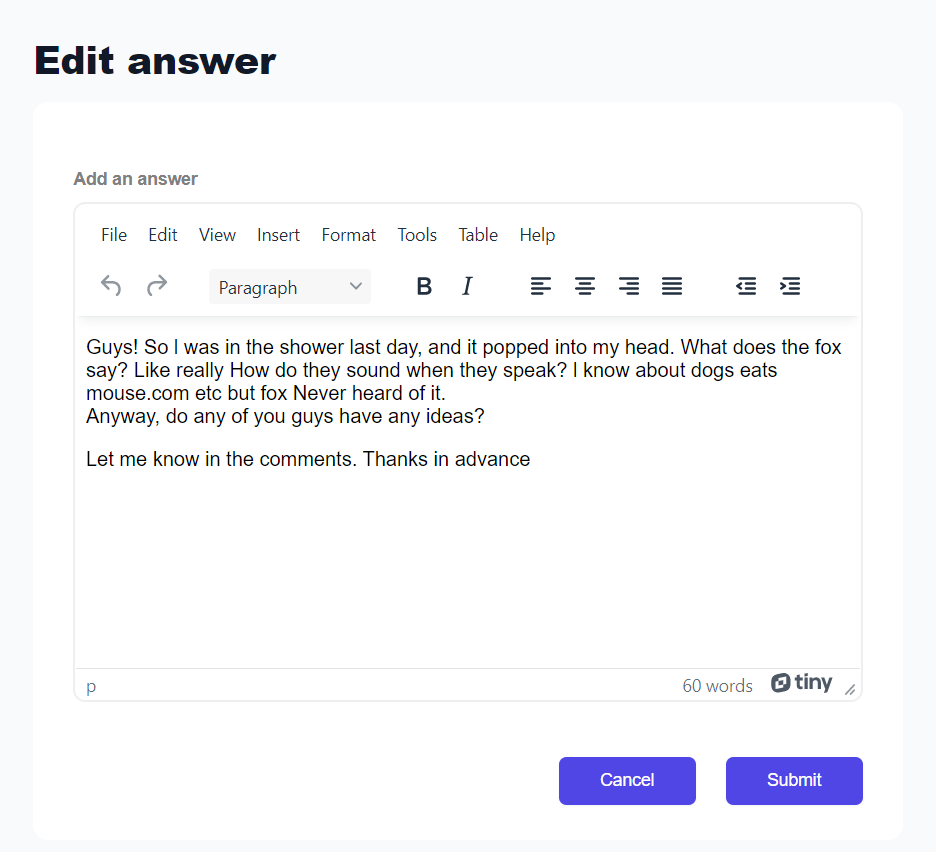 Edit answer
Add an answer
File Edit View Insert Format Tools Table Help
Paragraph B I
Guys! So I was in the shower last day, and it popped into my head. What does the fox
say? Like really How do they sound when they speak? I know about dogs eats
mouse.com etc but fox Never heard of it.
Anyway, do any of you guys have any ideas?
Let me know in the comments. Thanks in advance
p 60 words tiny
Cancel Submit